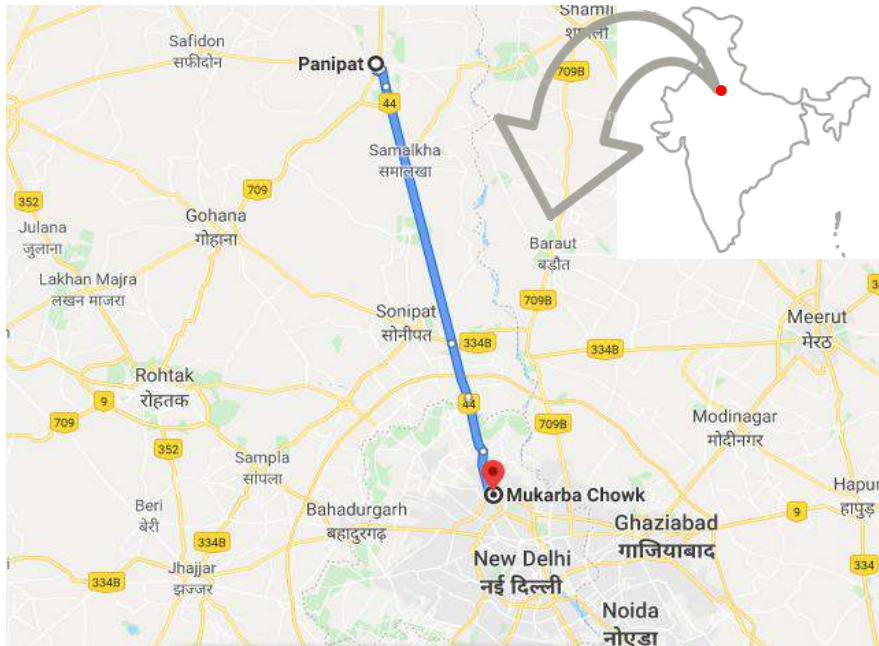 Shamli
शामली
Safidon
सफीदोन
Panipat
709B
44
Samalkha
समालखा
709
352
Gohana
गोहाना
Julana
जुलाना
Baraut
बड़ौत
Lakhan Majra
लखन माजरा
709B
Sonipat
सोनीपत
Meerut
मेरठ
334B
334B
Rohtak
रोहतक
9
44
709
709B
Modinagar
मोदीनगर
352
Sampla
सांपला
Mukarba Chowk
Hapur
हापुड़
Beri
बेरी
Bahadurgarh
बहादुरगढ़
9
Ghaziabad
गाजियाबाद
334B
New Delhi
नई दिल्ली
Jhajjar
झज्जर
334B
334
Noida
नोएडा